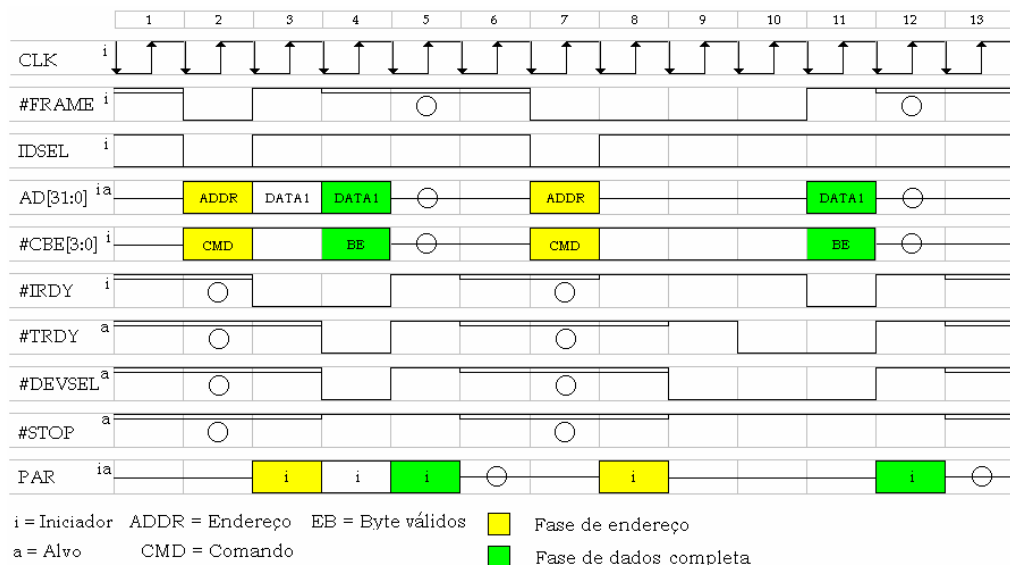 1 2 3 4 5 6 7 8 9 10 11 12 13
CLK i
#FRAME i
IDSEL i
AD[31:0] ia ADDR DATA1 DATA1 ADDR DATA1
#CBE[3:0] i CMD BE CMD BE
#IRDY i
#TRDY a
#DEVSEL a
#STOP a
PAR ia i i i i i
i = Iniciador ADDR = Endereço EB = Byte válidos Fase de endereço
a = Alvo CMD = Comando Fase de dados completa